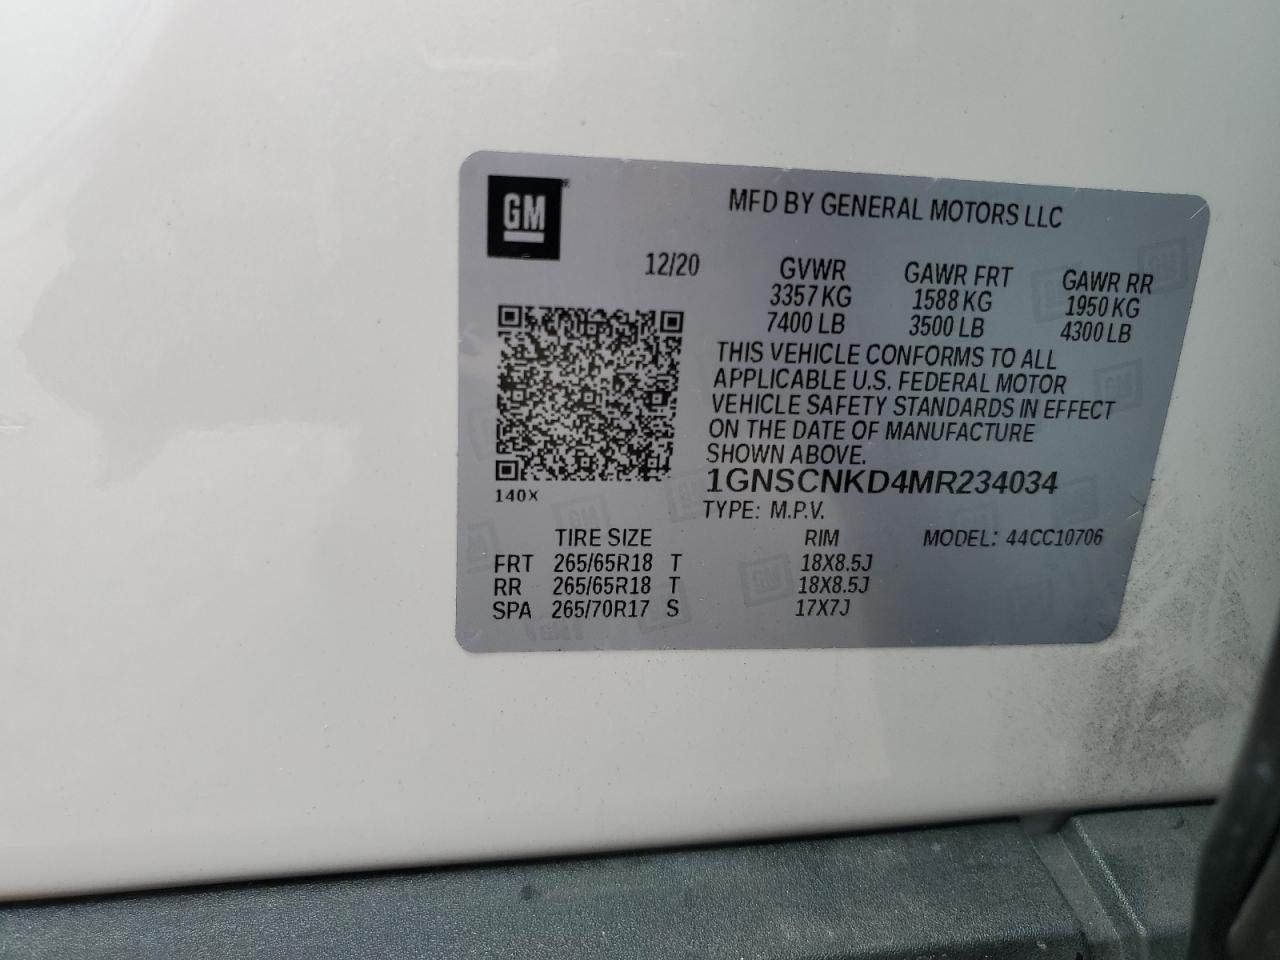 GM
MFD BY GENERAL MOTORS LLC
12/20 GVWR GAWR FRT GAWR RR
3357 KG 1588 KG 1950 KG
7400 LB 3500 LB 4300 LB
THIS VEHICLE CONFORMS TO ALL
APPLICABLE U.S. FEDERAL MOTOR
VEHICLE SAFETY STANDARDS IN EFFECT
ON THE DATE OF MANUFACTURE
SHOWN ABOVE.
1GNSCNKD4MR234034
140X
TYPE: M.P.V.
TIRE SIZE RIM MODEL: 44CC10706
FRT 265/65R18 T 18X8.5J
RR 265/65R18 T 18X8.5J
SPA 265/70R17 S 17X7J